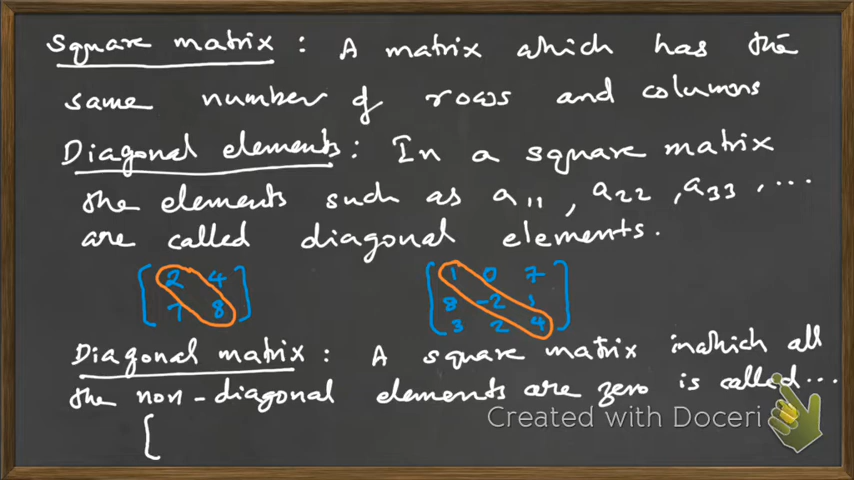 Square matrix : A matrix which has the
same number of rows and columns
Diagonal elements : In a square matrix
the elements such as a₁₁ , a₂₂ , a₃₃ , ...
are called diagonal elements.
[ 2 4 ] [ 1 0 7 ]
[ 7 8 ] [ 8 -2 1 ]
[ 3 2 4 ]
Diagonal matrix : A square matrix in which all
the non-diagonal elements are zero is called ...
[
Created with Doceri